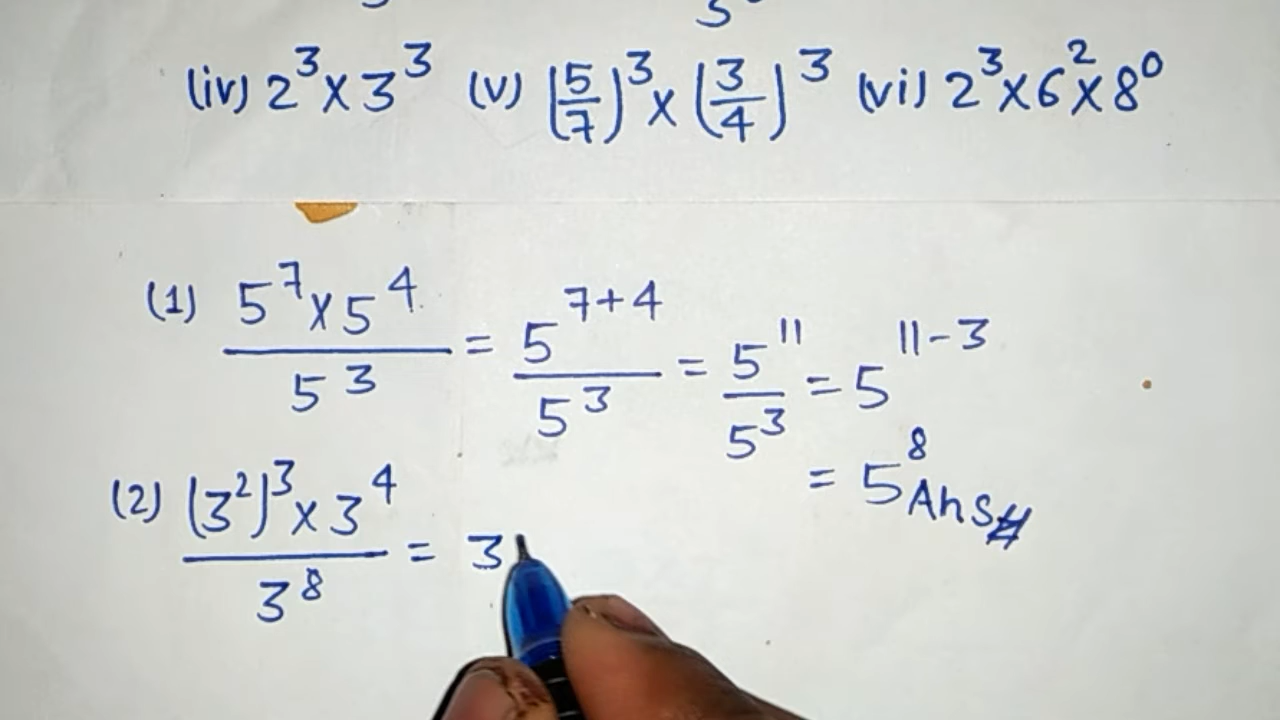 (iv) 2³ x 3³ (v) (5/7)³ x (3/4)³ (vi) 2³ x 6² x 8⁰
(1) 5⁷ x 5⁴ / 5³ = 5⁷⁺⁴ / 5³ = 5¹¹ / 5³ = 5¹¹⁻³
= 5⁸ Ans
(2) (3²)³ x 3⁴ / 3⁸ = 3